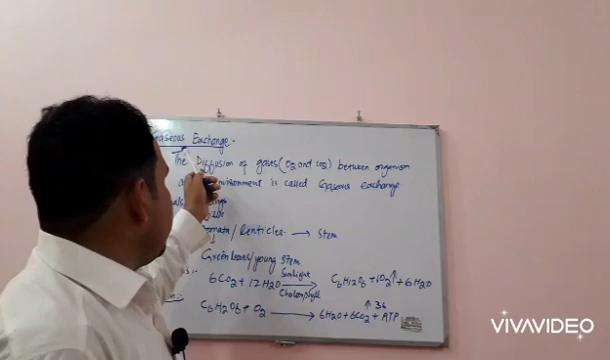 Gaseous Exchange:-
The Diffusion of gases (O2 and CO2) between organism
environment is called Gaseous exchange
Stomata / Lenticles → Stem
Green leaves/young Stem
6CO2 + 12H2O Sunlight Chlorophyll C6H12O6 + 6O2↑ + 6H2O
C6H12O6 + O2 → 6H2O + 6CO2 + ATP ↑ 36
VIVAVIDEO